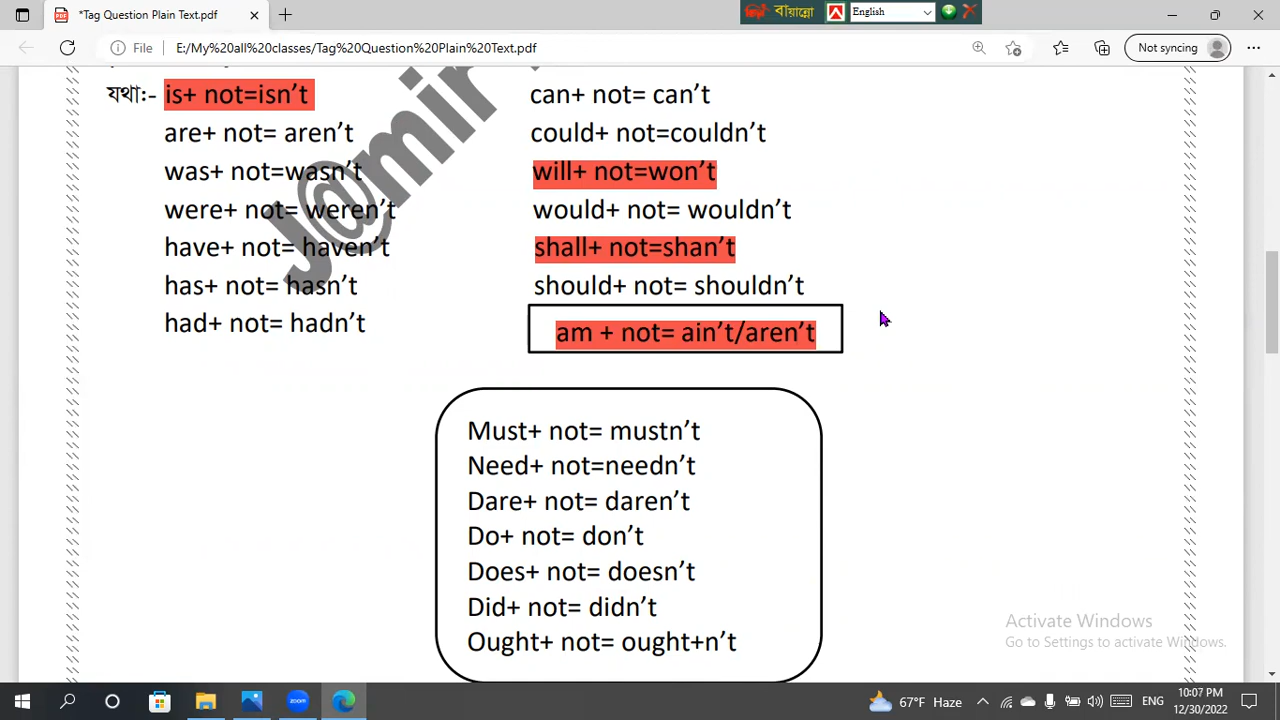 *Tag Question Plain Text.pdf
বায়ান্নো
English
File
E:/My%20all%20classes/Tag%20Question%20Plain%20Text.pdf
Not syncing
J@mir
যথা:- is+ not=isn’t
can+ not= can’t
are+ not= aren’t
could+ not=couldn’t
was+ not=wasn’t
will+ not=won’t
were+ not= weren’t
would+ not= wouldn’t
have+ not= haven’t
shall+ not=shan’t
has+ not= hasn’t
should+ not= shouldn’t
had+ not= hadn’t
am + not= ain’t/aren’t
Must+ not= mustn’t
Need+ not=needn’t
Dare+ not= daren’t
Do+ not= don’t
Does+ not= doesn’t
Did+ not= didn’t
Ought+ not= ought+n’t
Activate Windows
Go to Settings to activate Windows.
zoom
67°F Haze
ENG
10:07 PM
12/30/2022